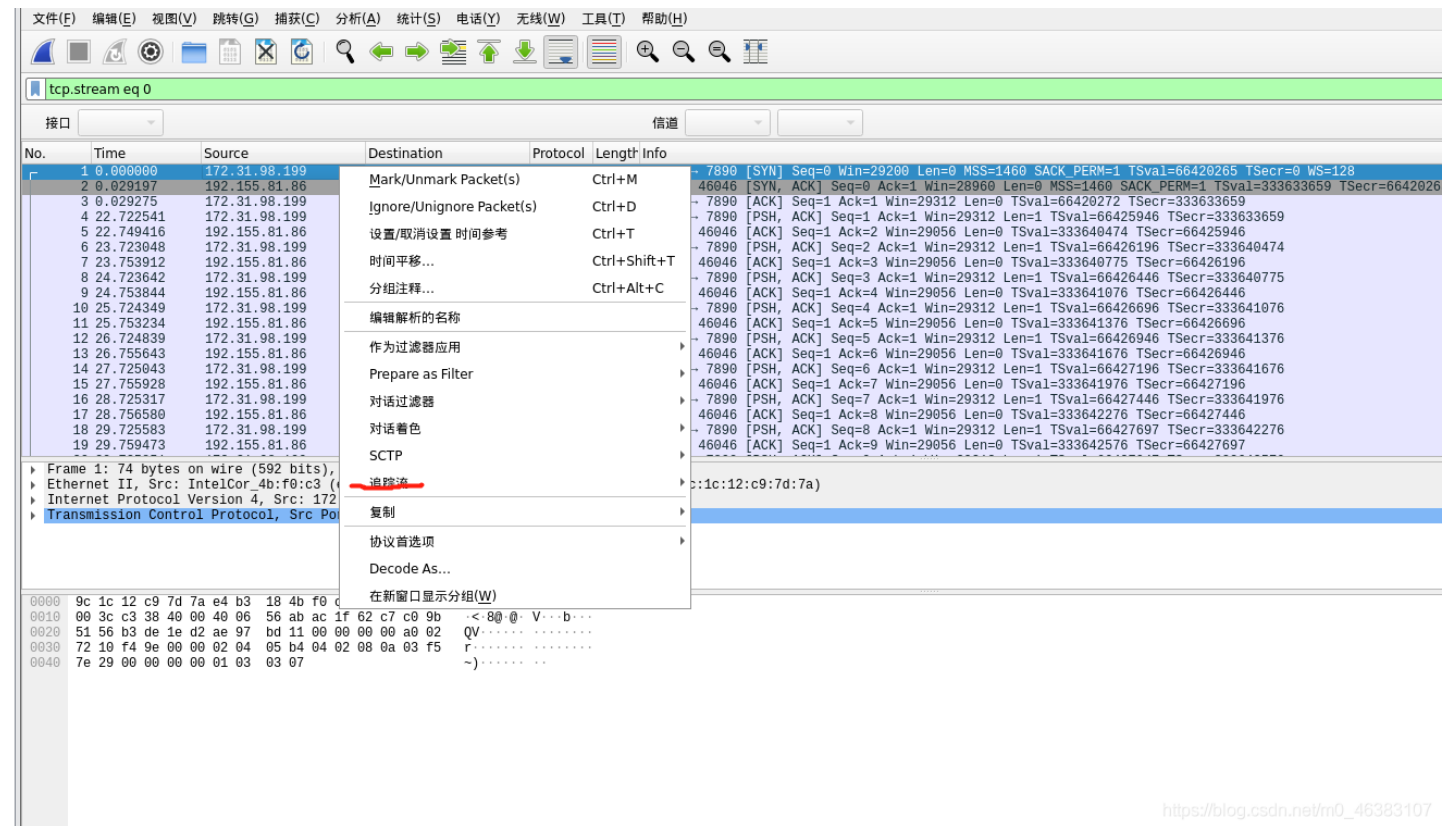 文件(F) 编辑(E) 视图(V) 跳转(G) 捕获(C) 分析(A) 统计(S) 电话(Y) 无线(W) 工具(T) 帮助(H)
tcp.stream eq 0
接口 信道
No. Time Source Destination Protocol Length Info
1 0.000000 172.31.98.199 → 7890 [SYN] Seq=0 Win=29200 Len=0 MSS=1460 SACK_PERM=1 TSval=66420265 TSecr=0 WS=128
2 0.029197 192.155.81.86 46046 [SYN, ACK] Seq=0 Ack=1 Win=28960 Len=0 MSS=1460 SACK_PERM=1 TSval=333633659 TSecr=6642026
3 0.029275 172.31.98.199 → 7890 [ACK] Seq=1 Ack=1 Win=29312 Len=0 TSval=66420272 TSecr=333633659
4 22.722541 172.31.98.199 → 7890 [PSH, ACK] Seq=1 Ack=1 Win=29312 Len=1 TSval=66425946 TSecr=333633659
5 22.749416 192.155.81.86 46046 [ACK] Seq=1 Ack=2 Win=29056 Len=0 TSval=333640474 TSecr=66425946
6 23.723048 172.31.98.199 → 7890 [PSH, ACK] Seq=2 Ack=1 Win=29312 Len=1 TSval=66426196 TSecr=333640474
7 23.753912 192.155.81.86 46046 [ACK] Seq=1 Ack=3 Win=29056 Len=0 TSval=333640775 TSecr=66426196
8 24.723642 172.31.98.199 → 7890 [PSH, ACK] Seq=3 Ack=1 Win=29312 Len=1 TSval=66426446 TSecr=333640775
9 24.753844 192.155.81.86 46046 [ACK] Seq=1 Ack=4 Win=29056 Len=0 TSval=333641076 TSecr=66426446
10 25.724349 172.31.98.199 → 7890 [PSH, ACK] Seq=4 Ack=1 Win=29312 Len=1 TSval=66426696 TSecr=333641076
11 25.753234 192.155.81.86 46046 [ACK] Seq=1 Ack=5 Win=29056 Len=0 TSval=333641376 TSecr=66426696
12 26.724839 172.31.98.199 → 7890 [PSH, ACK] Seq=5 Ack=1 Win=29312 Len=1 TSval=66426946 TSecr=333641376
13 26.755643 192.155.81.86 46046 [ACK] Seq=1 Ack=6 Win=29056 Len=0 TSval=333641676 TSecr=66426946
14 27.725043 172.31.98.199 → 7890 [PSH, ACK] Seq=6 Ack=1 Win=29312 Len=1 TSval=66427196 TSecr=333641676
15 27.755928 192.155.81.86 46046 [ACK] Seq=1 Ack=7 Win=29056 Len=0 TSval=333641976 TSecr=66427196
16 28.725317 172.31.98.199 → 7890 [PSH, ACK] Seq=7 Ack=1 Win=29312 Len=1 TSval=66427446 TSecr=333641976
17 28.756580 192.155.81.86 46046 [ACK] Seq=1 Ack=8 Win=29056 Len=0 TSval=333642276 TSecr=66427446
18 29.725583 172.31.98.199 → 7890 [PSH, ACK] Seq=8 Ack=1 Win=29312 Len=1 TSval=66427697 TSecr=333642276
19 29.759473 192.155.81.86 46046 [ACK] Seq=1 Ack=9 Win=29056 Len=0 TSval=333642576 TSecr=66427697
Mark/Unmark Packet(s) Ctrl+M
Ignore/Unignore Packet(s) Ctrl+D
设置/取消设置 时间参考 Ctrl+T
时间平移... Ctrl+Shift+T
分组注释... Ctrl+Alt+C
编辑解析的名称
作为过滤器应用
Prepare as Filter
对话过滤器
对话着色
SCTP
追踪流
复制
协议首选项
Decode As...
在新窗口显示分组(W)
Frame 1: 74 bytes on wire (592 bits),
Ethernet II, Src: IntelCor_4b:f0:c3 ( c:1c:12:c9:7d:7a)
Internet Protocol Version 4, Src: 172
Transmission Control Protocol, Src Po
0000 9c 1c 12 c9 7d 7a e4 b3 18 4b f0
0010 00 3c c3 38 40 00 40 06 56 ab ac 1f 62 c7 c0 9b ·<·8@·@· V···b···
0020 51 56 b3 de 1e d2 ae 97 bd 11 00 00 00 00 a0 02 QV······ ········
0030 72 10 f4 9e 00 00 02 04 05 b4 04 02 08 0a 03 f5 r······· ········
0040 7e 29 00 00 00 00 01 03 03 07 ~)······ ··
https://blog.csdn.net/m0_46383107